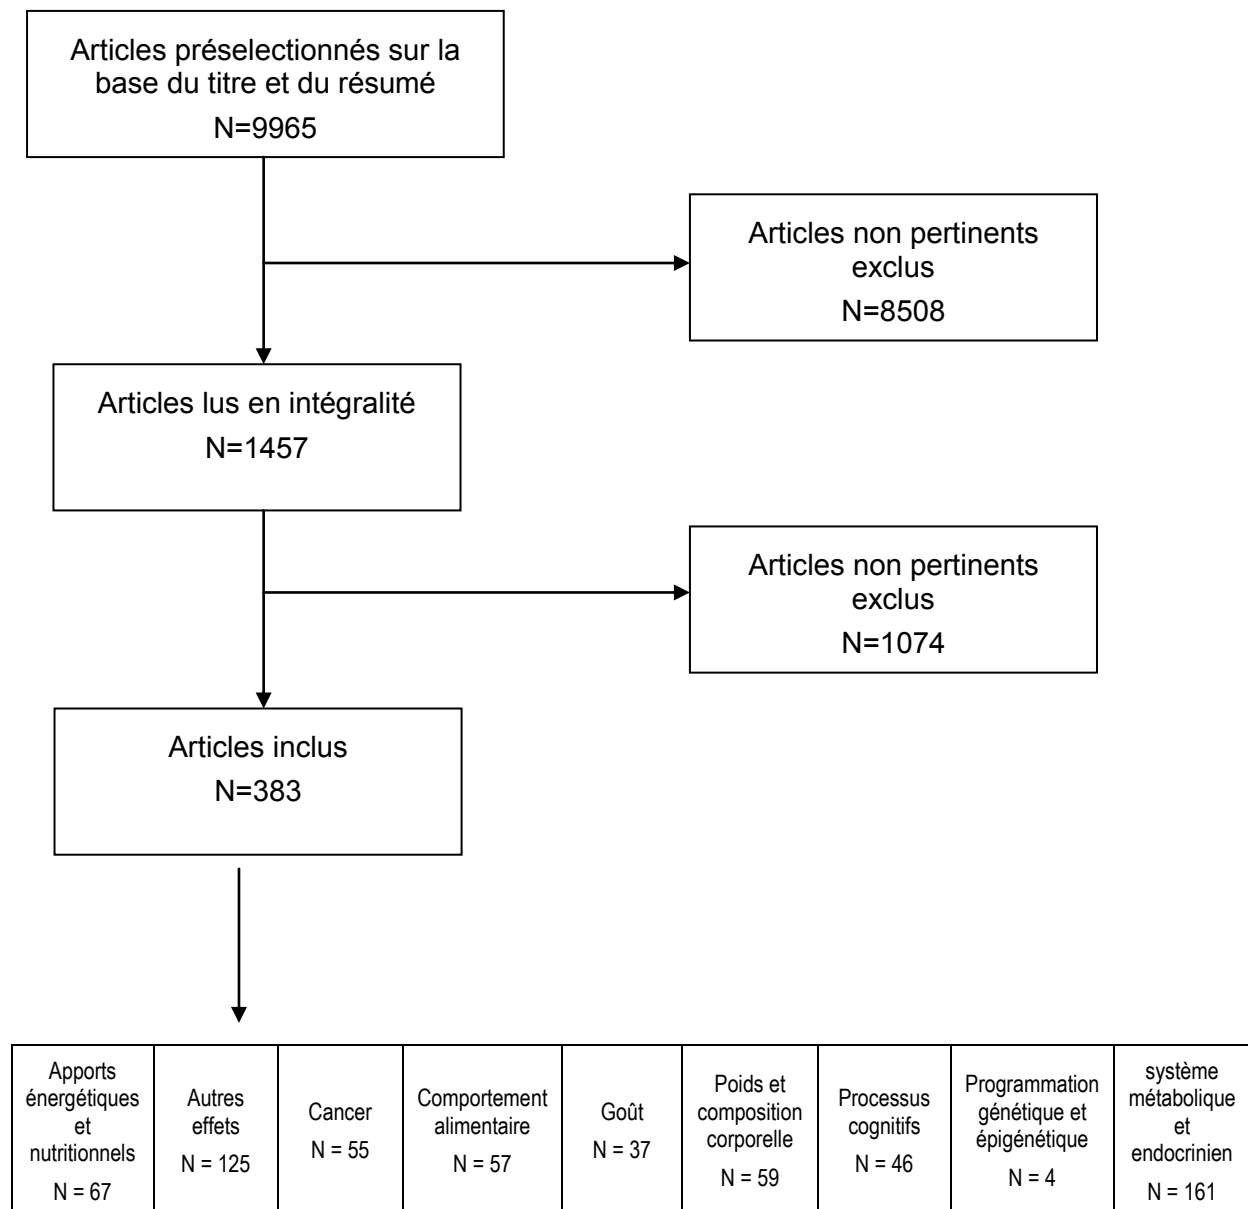 Articles préselectionnés sur la
base du titre et du résumé
N=9965
Articles non pertinents
exclus
N=8508
Articles lus en intégralité
N=1457
Articles non pertinents
exclus
N=1074
Articles inclus
N=383
Apports
énergétiques
et
nutritionnels
N = 67
Autres
effets
N = 125
Cancer
N = 55
Comportement
alimentaire
N = 57
Goût
N = 37
Poids et
composition
corporelle
N = 59
Processus
cognitifs
N = 46
Programmation
génétique et
épigénétique
N = 4
système
métabolique
et
endocrinien
N = 161